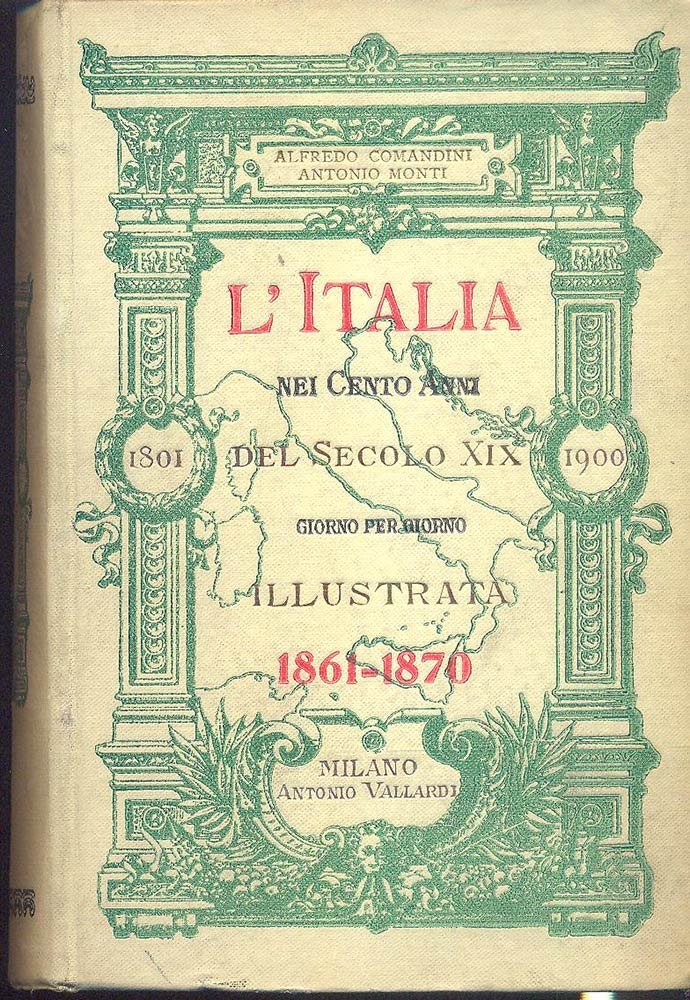 ALFREDO COMANDINI
ANTONIO MONTI
L'ITALIA
NEI CENTO ANNI
1801
DEL SECOLO XIX
1900
GIORNO PER GIORNO
ILLUSTRATA
1861-1870
MILANO
ANTONIO VALLARDI